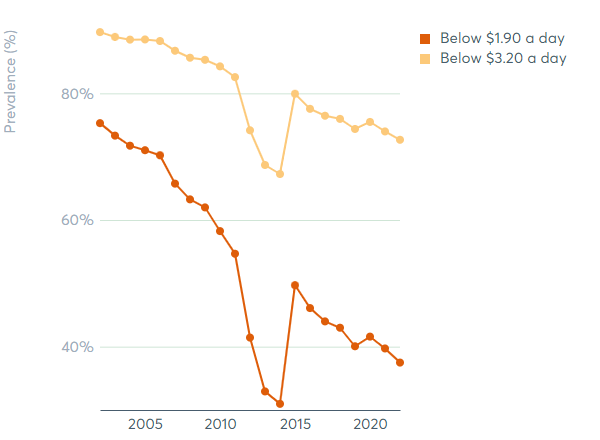 Prevalence (%)
Below $1.90 a day
Below $3.20 a day
80%
60%
40%
2005 2010 2015 2020